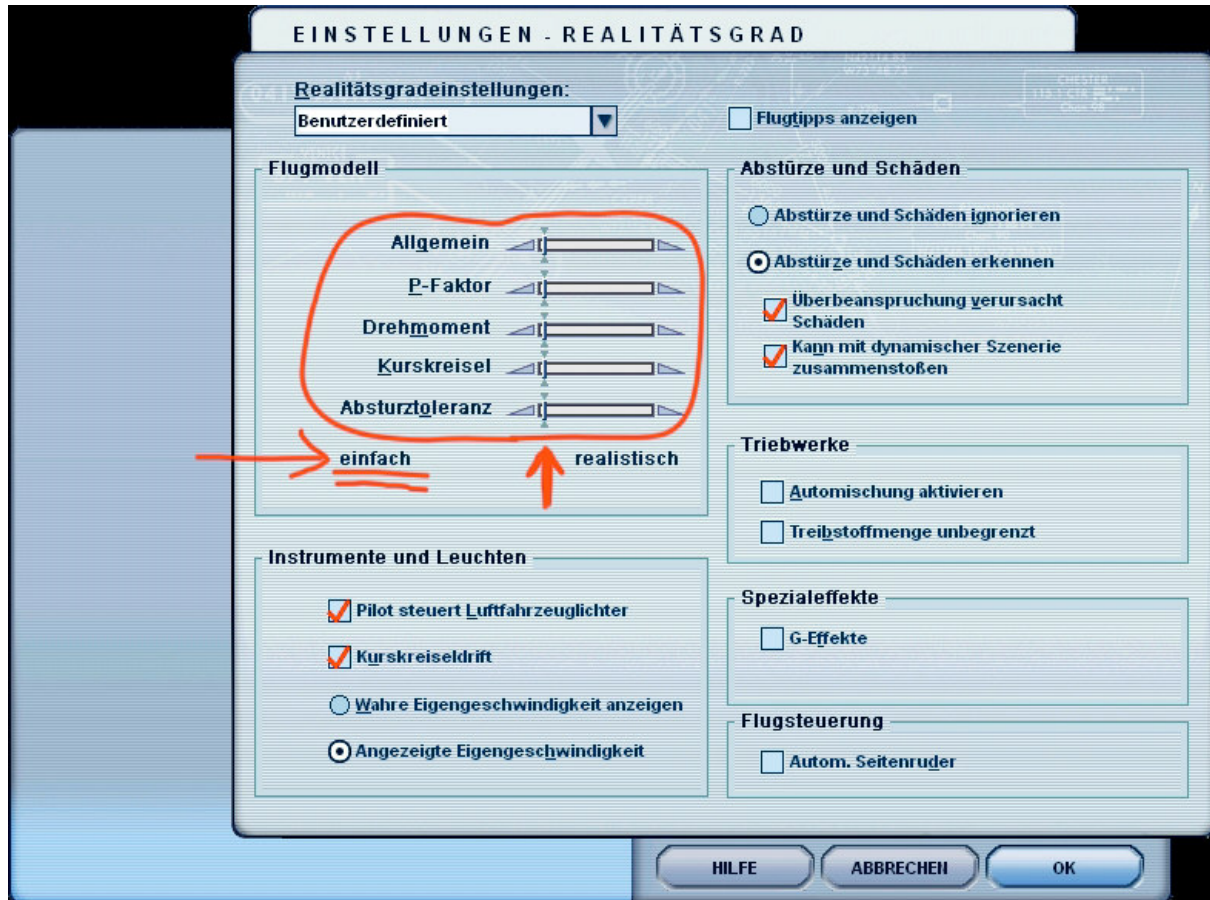 EINSTELLUNGEN - REALITÄTSGRAD
Realitätsgradeinstellungen:
Benutzerdefiniert
Flugtipps anzeigen
Flugmodell
Allgemein
P-Faktor
Drehmoment
Kurskreisel
Absturztoleranz
einfach realistisch
Abstürze und Schäden
Abstürze und Schäden ignorieren
Abstürze und Schäden erkennen
Überbeanspruchung verursacht
Schäden
Kann mit dynamischer Szenerie
zusammenstoßen
Triebwerke
Automischung aktivieren
Treibstoffmenge unbegrenzt
Instrumente und Leuchten
Pilot steuert Luftfahrzeuglichter
Kurskreiseldrift
Wahre Eigengeschwindigkeit anzeigen
Angezeigte Eigengeschwindigkeit
Spezialeffekte
G-Effekte
Flugsteuerung
Autom. Seitenruder
HILFE
ABBRECHEN
OK